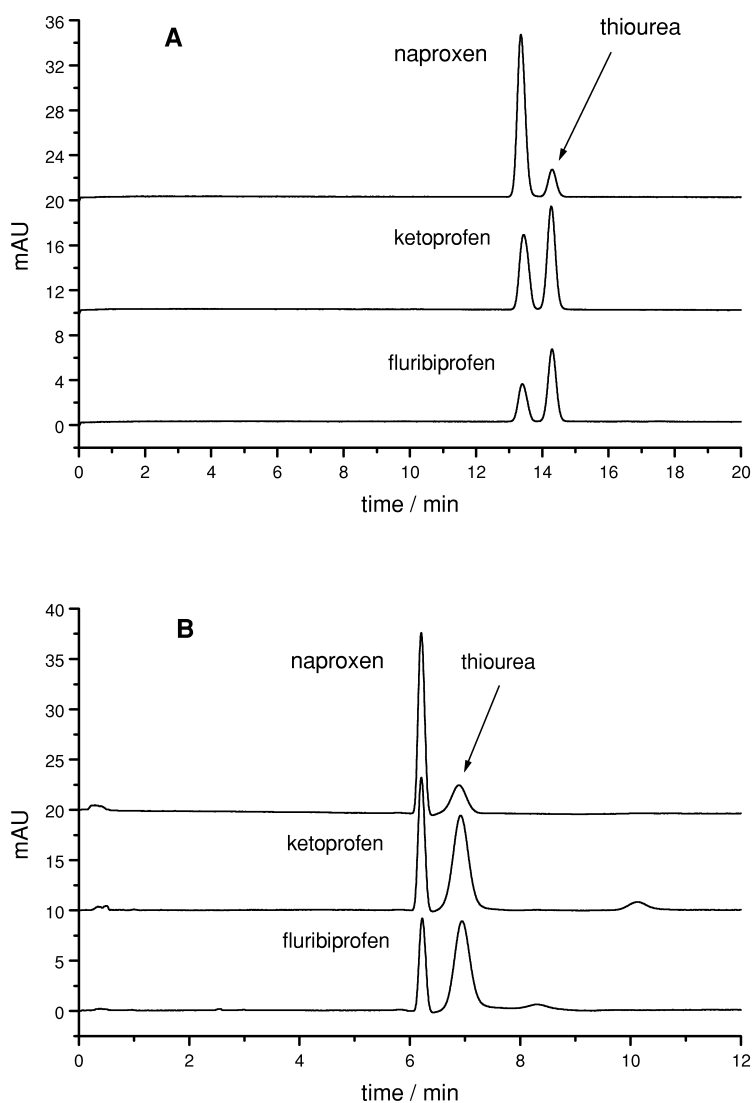 A
36
32
28
24
20
16
12
8
4
0
mAU
naproxen
thiourea
ketoprofen
fluribiprofen
0 2 4 6 8 10 12 14 16 18 20
time / min
B
40
35
30
25
20
15
10
5
0
mAU
naproxen
thiourea
ketoprofen
fluribiprofen
0 2 4 6 8 10 12
time / min